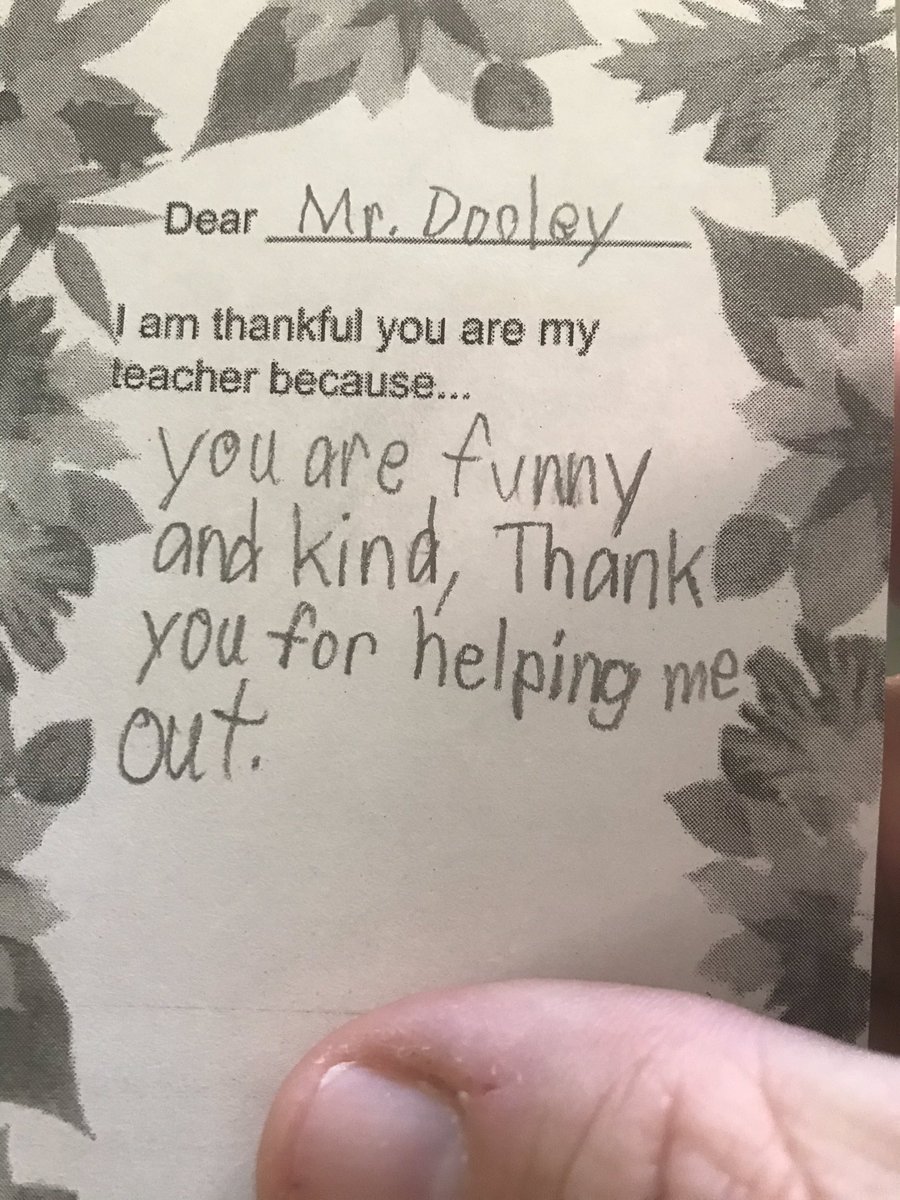 Dear Mr. Dooley
I am thankful you are my
teacher because...
you are funny
and kind, Thank
you for helping me
out.